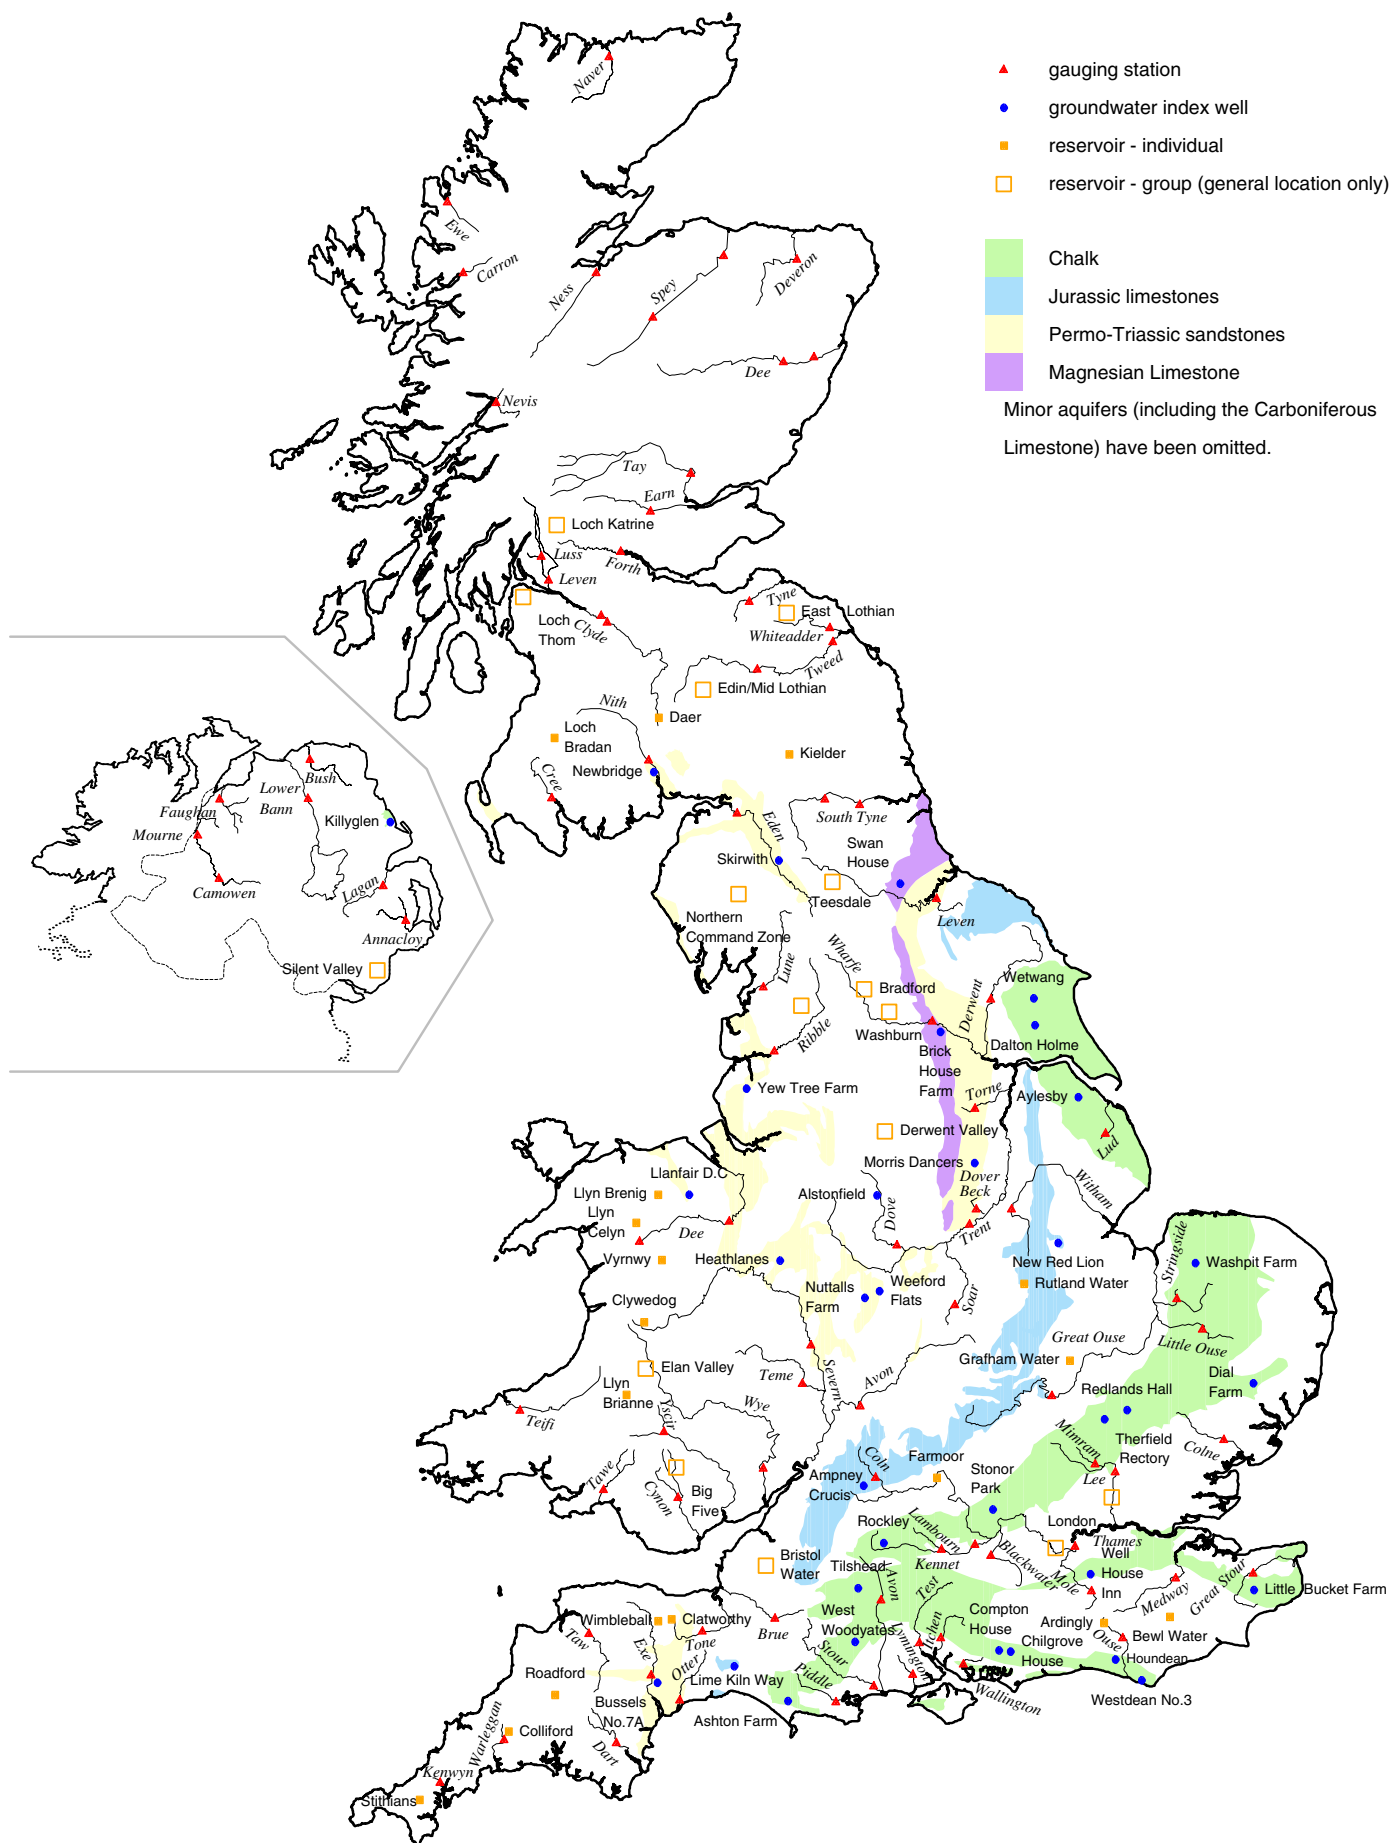 gauging station
groundwater index well
reservoir - individual
reservoir - group (general location only)
Chalk
Jurassic limestones
Permo-Triassic sandstones
Magnesian Limestone
Minor aquifers (including the Carboniferous
Limestone) have been omitted.
Naver
Ewe
Carron
Ness
Spey
Deveron
Dee
Nevis
Tay
Earn
Loch Katrine
Luss
Forth
Leven
Loch
Thom
Clyde
Tyne
East Lothian
Whiteadder
Tweed
Edin/Mid Lothian
Nith
Daer
Loch
Bradan
Kielder
Newbridge
Cree
Bush
Lower
Bann
Faughan
Killyglen
Mourne
Camowen
Lagan
Annacloy
Silent Valley
Eden
South Tyne
Swan
House
Skirwith
Teesdale
Leven
Northern
Command Zone
Lune
Wharfe
Wetwang
Bradford
Derwent
Ribble
Washburn
Dalton Holme
Brick
House
Farm
Yew Tree Farm
Torne
Aylesby
Derwent Valley
Lud
Morris Dancers
Llanfair D.C
Dover
Beck
Llyn Brenig
Alstonfield
Witham
Llyn
Celyn
Dee
Dove
Trent
Stringside
Vyrnwy
Heathlanes
New Red Lion
Washpit Farm
Nuttalls
Farm
Weeford
Flats
Rutland Water
Soar
Clywedog
Great Ouse
Little Ouse
Elan Valley
Teme
Severn
Avon
Grafham Water
Dial
Farm
Llyn
Brianne
Redlands Hall
Teifi
Yscir
Wye
Mimram
Therfield
Rectory
Colne
Coln
Farmoor
Stonor
Park
Ampney
Crucis
Lee
Tawe
Cynon
Big
Five
London
Rockley
Lambourn
Thames
Kennet
Blackwater
Well
House
Inn
Bristol
Water
Tilshead
Mole
Medway
Great Stour
Little Bucket Farm
Avon
Test
Wimbleball
Clatworthy
West
Woodyates
Compton
House
Ardingly
Taw
Tone
Brue
Itchen
Chilgrove
House
Ouse
Bewl Water
Exe
Otter
Stour
Lymington
Houndean
Roadford
Lime Kiln Way
Piddle
Wallington
Westdean No.3
Bussels
No.7A
Ashton Farm
Warleggan
Colliford
Dart
Kenwyn
Stithians